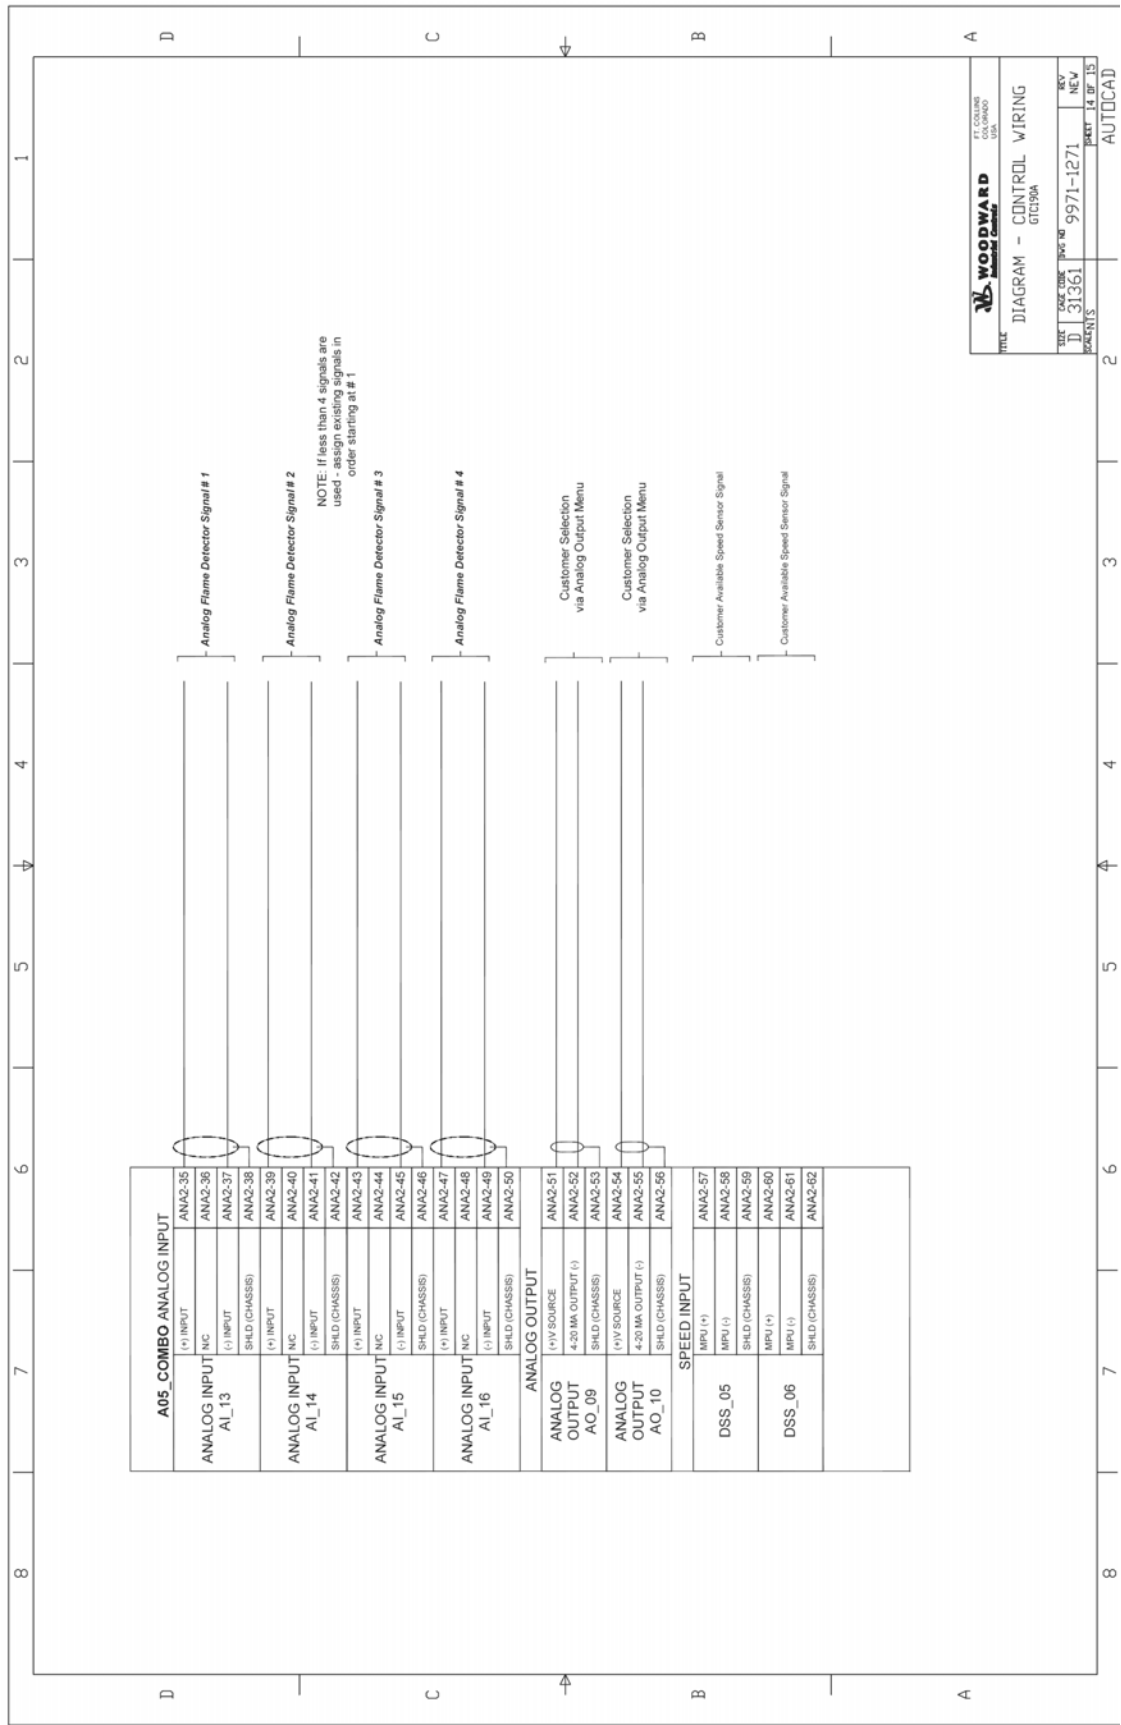 8
7
6
5
4
3
2
1
D
C
B
A
D
C
B
A
A05_COMBO ANALOG INPUT
ANALOG INPUT
AI_13
(+) INPUT ANA2-35
N/C ANA2-36
(-) INPUT ANA2-37
SHLD (CHASSIS) ANA2-38
Analog Flame Detector Signal # 1
ANALOG INPUT
AI_14
(+) INPUT ANA2-39
N/C ANA2-40
(-) INPUT ANA2-41
SHLD (CHASSIS) ANA2-42
Analog Flame Detector Signal # 2
NOTE: If less than 4 signals are
used - assign existing signals in
order starting at # 1
ANALOG INPUT
AI_15
(+) INPUT ANA2-43
N/C ANA2-44
(-) INPUT ANA2-45
SHLD (CHASSIS) ANA2-46
Analog Flame Detector Signal # 3
ANALOG INPUT
AI_16
(+) INPUT ANA2-47
N/C ANA2-48
(-) INPUT ANA2-49
SHLD (CHASSIS) ANA2-50
Analog Flame Detector Signal # 4
ANALOG OUTPUT
ANALOG
OUTPUT
AO_09
(+)V SOURCE ANA2-51
4-20 MA OUTPUT (-) ANA2-52
SHLD (CHASSIS) ANA2-53
Customer Selection
via Analog Output Menu
ANALOG
OUTPUT
AO_10
(+)V SOURCE ANA2-54
4-20 MA OUTPUT (-) ANA2-55
SHLD (CHASSIS) ANA2-56
Customer Selection
via Analog Output Menu
SPEED INPUT
DSS_05
MPU (+) ANA2-57
MPU (-) ANA2-58
SHLD (CHASSIS) ANA2-59
Customer Available Speed Sensor Signal
DSS_06
MPU (+) ANA2-60
MPU (-) ANA2-61
SHLD (CHASSIS) ANA2-62
Customer Available Speed Sensor Signal
WOODWARD
Industrial Controls
FT. COLLINS
COLORADO
USA
TITLE
DIAGRAM - CONTROL WIRING
GTC190A
SIZE CAGE CODE DWG NO REV
D 31361 9971-1271 NEW
SCALE NTS SHEET 14 OF 15
8
7
6
5
4
3
2
AUTOCAD